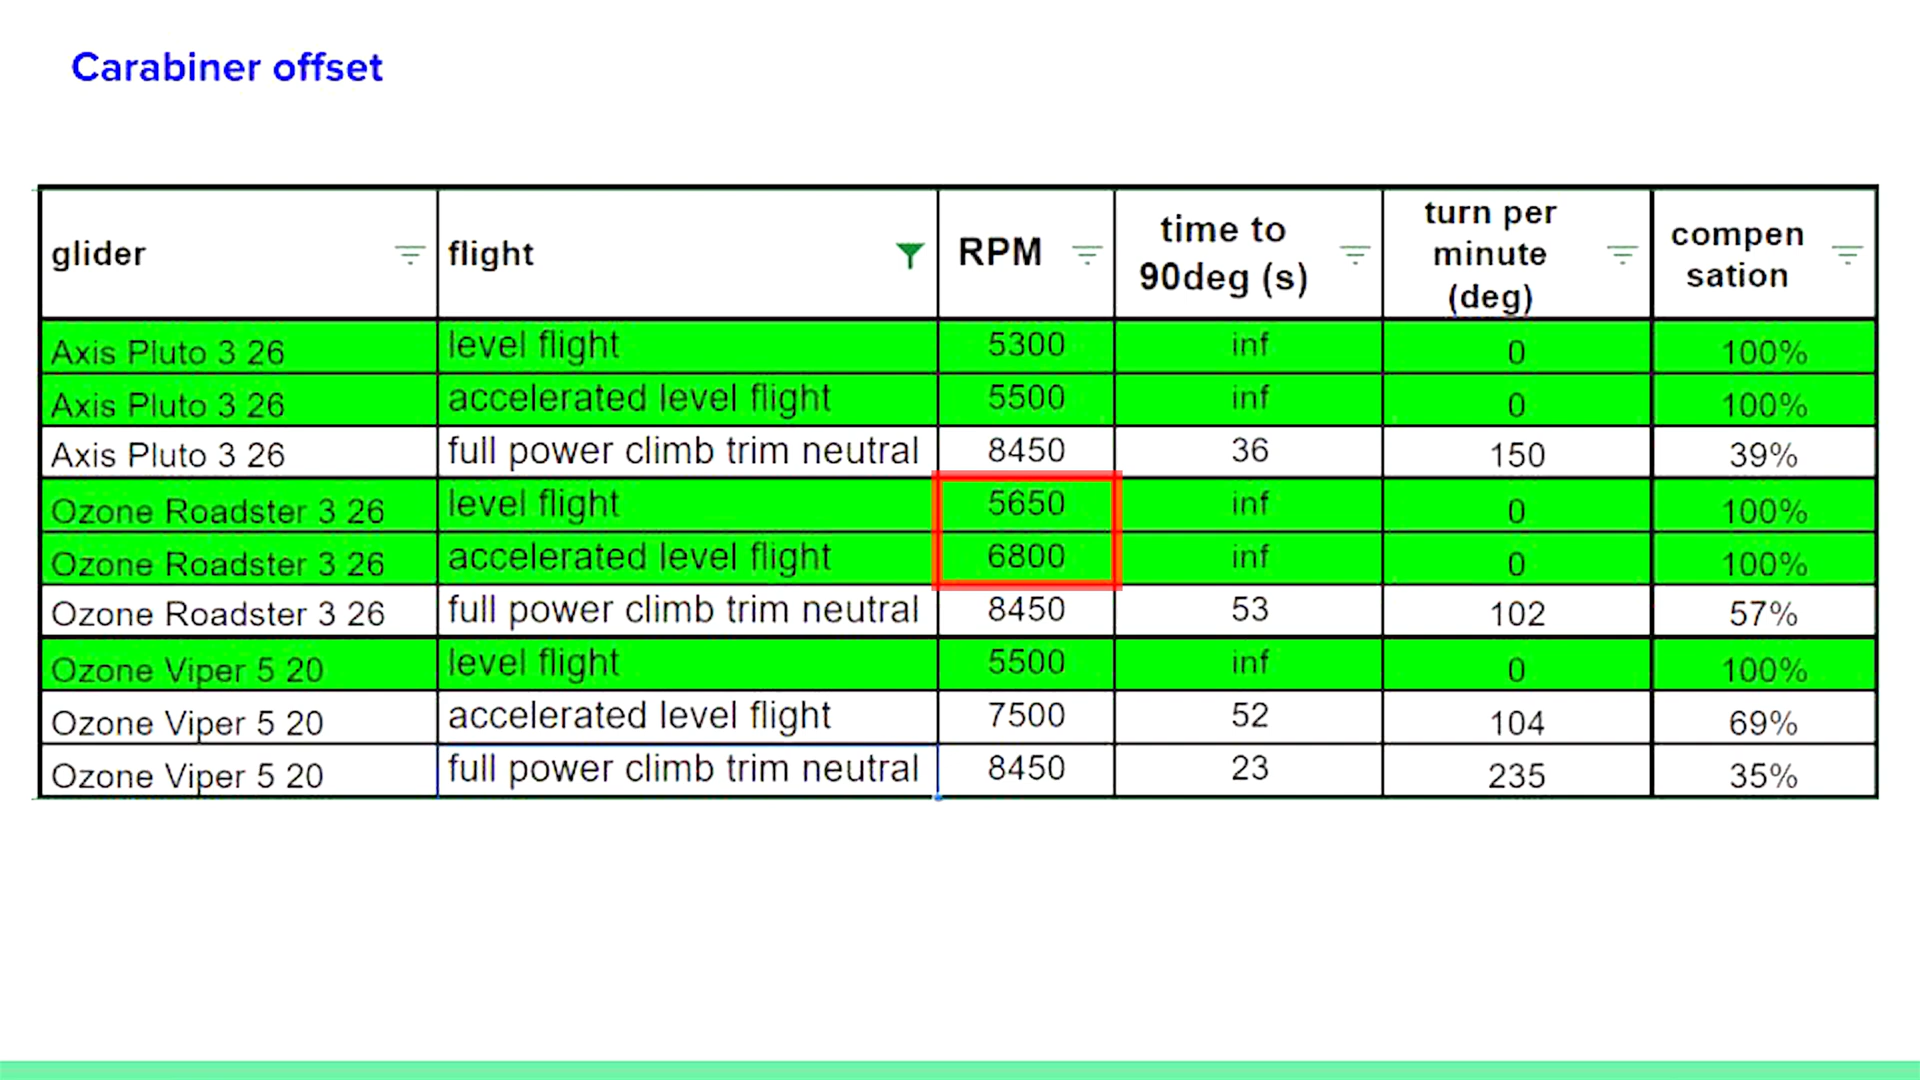 Carabiner offset
glider flight RPM time to 90deg (s) turn per minute (deg) compen sation
Axis Pluto 3 26 level flight 5300 inf 0 100%
Axis Pluto 3 26 accelerated level flight 5500 inf 0 100%
Axis Pluto 3 26 full power climb trim neutral 8450 36 150 39%
Ozone Roadster 3 26 level flight 5650 inf 0 100%
Ozone Roadster 3 26 accelerated level flight 6800 inf 0 100%
Ozone Roadster 3 26 full power climb trim neutral 8450 53 102 57%
Ozone Viper 5 20 level flight 5500 inf 0 100%
Ozone Viper 5 20 accelerated level flight 7500 52 104 69%
Ozone Viper 5 20 full power climb trim neutral 8450 23 235 35%